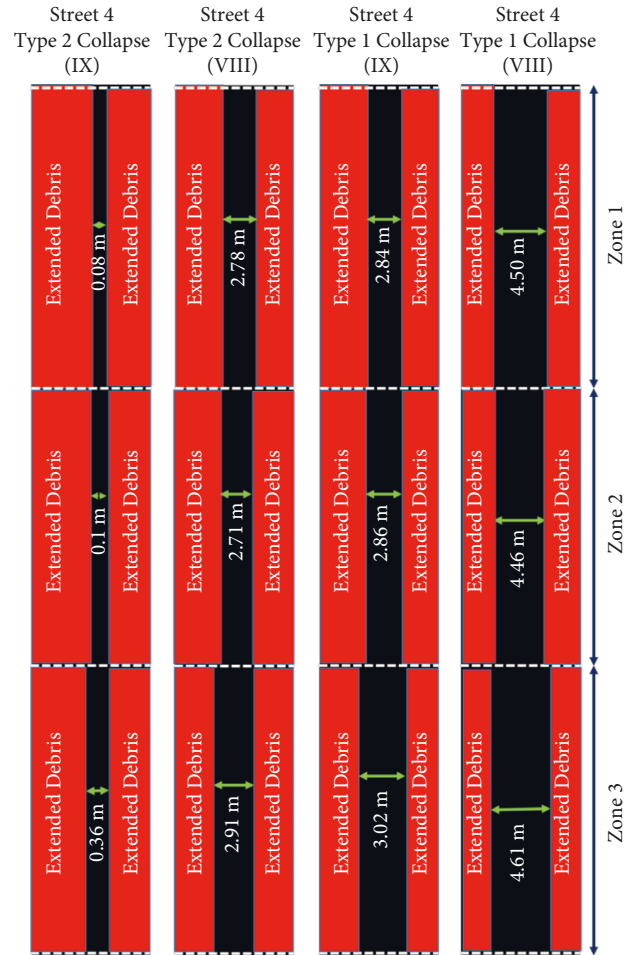 Street 4
Type 2 Collapse
(IX)
Street 4
Type 2 Collapse
(VIII)
Street 4
Type 1 Collapse
(IX)
Street 4
Type 1 Collapse
(VIII)
Extended Debris
0.08 m
Extended Debris
Extended Debris
2.78 m
Extended Debris
Extended Debris
2.84 m
Extended Debris
Extended Debris
4.50 m
Extended Debris
Zone 1
Extended Debris
0.1 m
Extended Debris
Extended Debris
2.71 m
Extended Debris
Extended Debris
2.86 m
Extended Debris
Extended Debris
4.46 m
Extended Debris
Zone 2
Extended Debris
0.36 m
Extended Debris
Extended Debris
2.91 m
Extended Debris
Extended Debris
3.02 m
Extended Debris
Extended Debris
4.61 m
Extended Debris
Zone 3